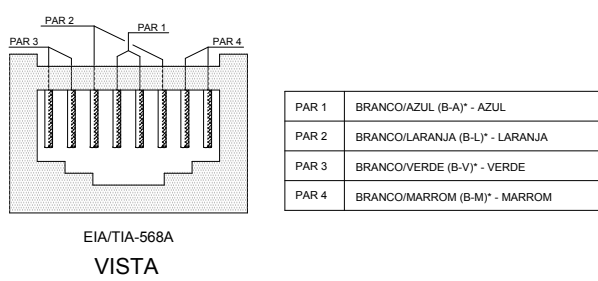 PAR 2
PAR 1
PAR 3
PAR 4
EIA/TIA-568A
VISTA
PAR 1 BRANCO/AZUL (B-A)* - AZUL
PAR 2 BRANCO/LARANJA (B-L)* - LARANJA
PAR 3 BRANCO/VERDE (B-V)* - VERDE
PAR 4 BRANCO/MARROM (B-M)* - MARROM